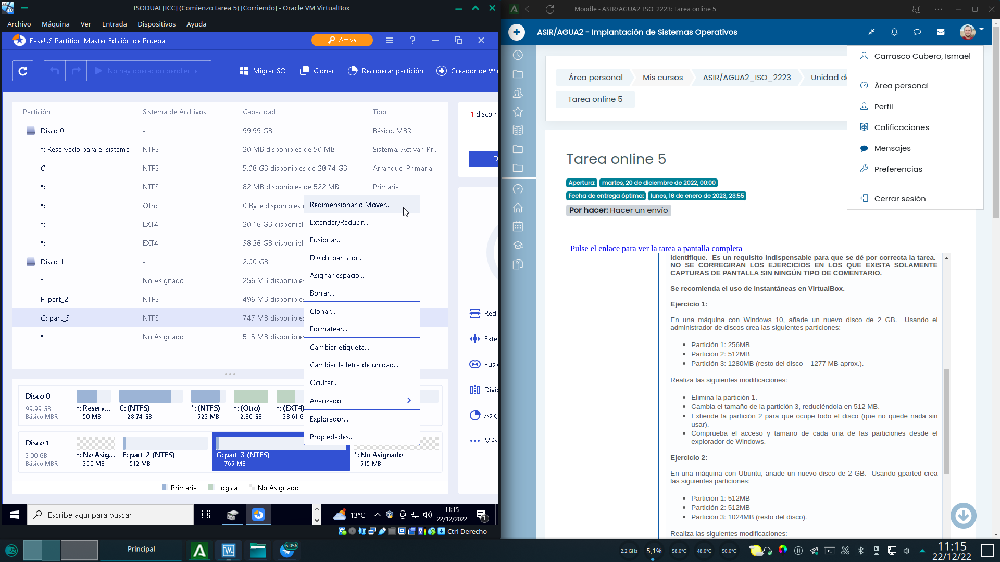 ISODUAL[ICC] (Comienzo tarea 5) [Corriendo] - Oracle VM VirtualBox
Archivo Máquina Ver Entrada Dispositivos Ayuda
EaseUS Partition Master Edición de Prueba
Activar
No hay operación pendiente
Migrar SO
Clonar
Recuperar partición
Creador de Wi
Partición Sistema de Archivos Capacidad Tipo
Disco 0 - 99.99 GB Básico, MBR
*: Reservado para el sistema NTFS 20 MB disponibles de 50 MB Sistema, Activar, Pri...
C: NTFS 5.08 GB disponibles de 28.74 GB Arranque, Primaria
*: NTFS 82 MB disponibles de 522 MB Primaria
*: Otro 0 Byte disponibles
*: EXT4 20.16 GB disponibl
*: EXT4 38.26 GB disponibl
Disco 1 - 2.00 GB
* No Asignado 256 MB disponible
F: part_2 NTFS 496 MB disponible
G: part_3 NTFS 747 MB disponible
* No Asignado 515 MB disponible
Redimensionar o Mover...
Extender/Reducir...
Fusionar...
Dividir partición...
Asignar espacio...
Borrar...
Clonar...
Formatear...
Cambiar etiqueta...
Cambiar la letra de unidad...
Ocultar...
Avanzado
Explorador...
Propiedades...
1 disco n
D
Redi
Exte
Fusi
Divi
Asig
Más
Disco 0
99.99 GB
Básico MBR
*: Reserv...
50 MB
C: (NTFS)
28.74 GB
*: (NTFS)
522 MB
*: (Otro)
2.86 GB
*: (EXT4)
28.61 G
Disco 1
2.00 GB
Básico MBR
*: No Asig...
256 MB
F: part_2 (NTFS)
512 MB
G: part_3 (NTFS)
765 MB
*: No Asignado
515 MB
Primaria Lógica No Asignado
Escribe aquí para buscar
13°C
11:15
22/12/2022
1
Ctrl Derecho
Moodle - ASIR/AGUA2_ISO_2223: Tarea online 5
ASIR/AGUA2 - Implantación de Sistemas Operativos
Carrasco Cubero, Ismael
Área personal
Perfil
Calificaciones
Mensajes
Preferencias
Cerrar sesión
Área personal Mis cursos ASIR/AGUA2_ISO_2223 Unidad de
Tarea online 5
Tarea online 5
Apertura: martes, 20 de diciembre de 2022, 00:00
Fecha de entrega óptima: lunes, 16 de enero de 2023, 23:55
Por hacer: Hacer un envío
Pulse el enlace para ver la tarea a pantalla completa
identifique. Es un requisito indispensable para que se dé por correcta la tarea.
NO SE CORREGIRAN LOS EJERCICIOS EN LOS QUE EXISTA SOLAMENTE
CAPTURAS DE PANTALLA SIN NINGÚN TIPO DE COMENTARIO.
Se recomienda el uso de instantáneas en VirtualBox.
Ejercicio 1:
En una máquina con Windows 10, añade un nuevo disco de 2 GB. Usando el
administrador de discos crea las siguientes particiones:
• Partición 1: 256MB
• Partición 2: 512MB
• Partición 3: 1280MB (resto del disco – 1277 MB aprox.).
Realiza las siguientes modificaciones:
• Elimina la partición 1.
• Cambia el tamaño de la partición 3, reduciéndola en 512 MB.
• Extiende la partición 2 para que ocupe todo el disco (que no quede nada sin
usar).
• Comprueba el acceso y tamaño de cada una de las particiones desde el
explorador de Windows.
Ejercicio 2:
En una máquina con Ubuntu, añade un nuevo disco de 2 GB. Usando gparted crea
las siguientes particiones:
• Partición 1: 512MB
• Partición 2: 512MB
• Partición 3: 1024MB (resto del disco).
Realiza las siguientes modificaciones:
Principal
6.056
2,2 GHz
5,1%
58,0°C
48,0°C
50,0°C
11:15
22/12/22